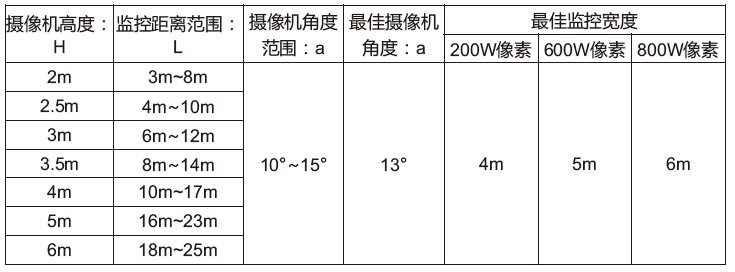 摄像机高度：H
监控距离范围：L
摄像机角度范围：a
最佳摄像机角度：a
最佳监控宽度
200W像素 600W像素 800W像素
2m 3m~8m
2.5m 4m~10m
3m 6m~12m
3.5m 8m~14m 10°~15° 13° 4m 5m 6m
4m 10m~17m
5m 16m~23m
6m 18m~25m